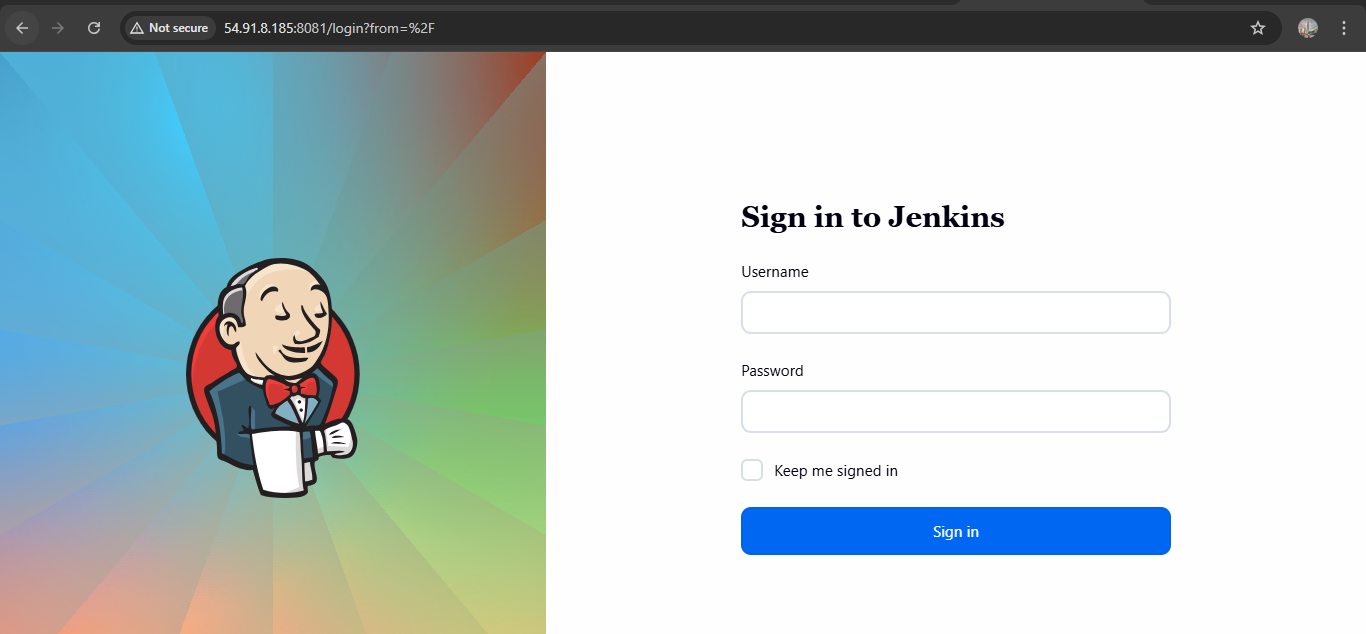 Not secure 54.91.8.185:8081/login?from=%2F
Sign in to Jenkins
Username
Password
Keep me signed in
Sign in